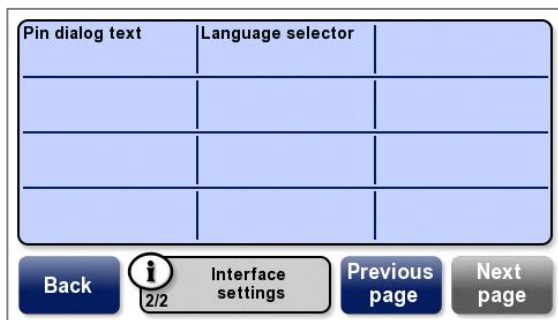 Pin dialog text
Language selector
Back
i
2/2
Interface
settings
Previous
page
Next
page